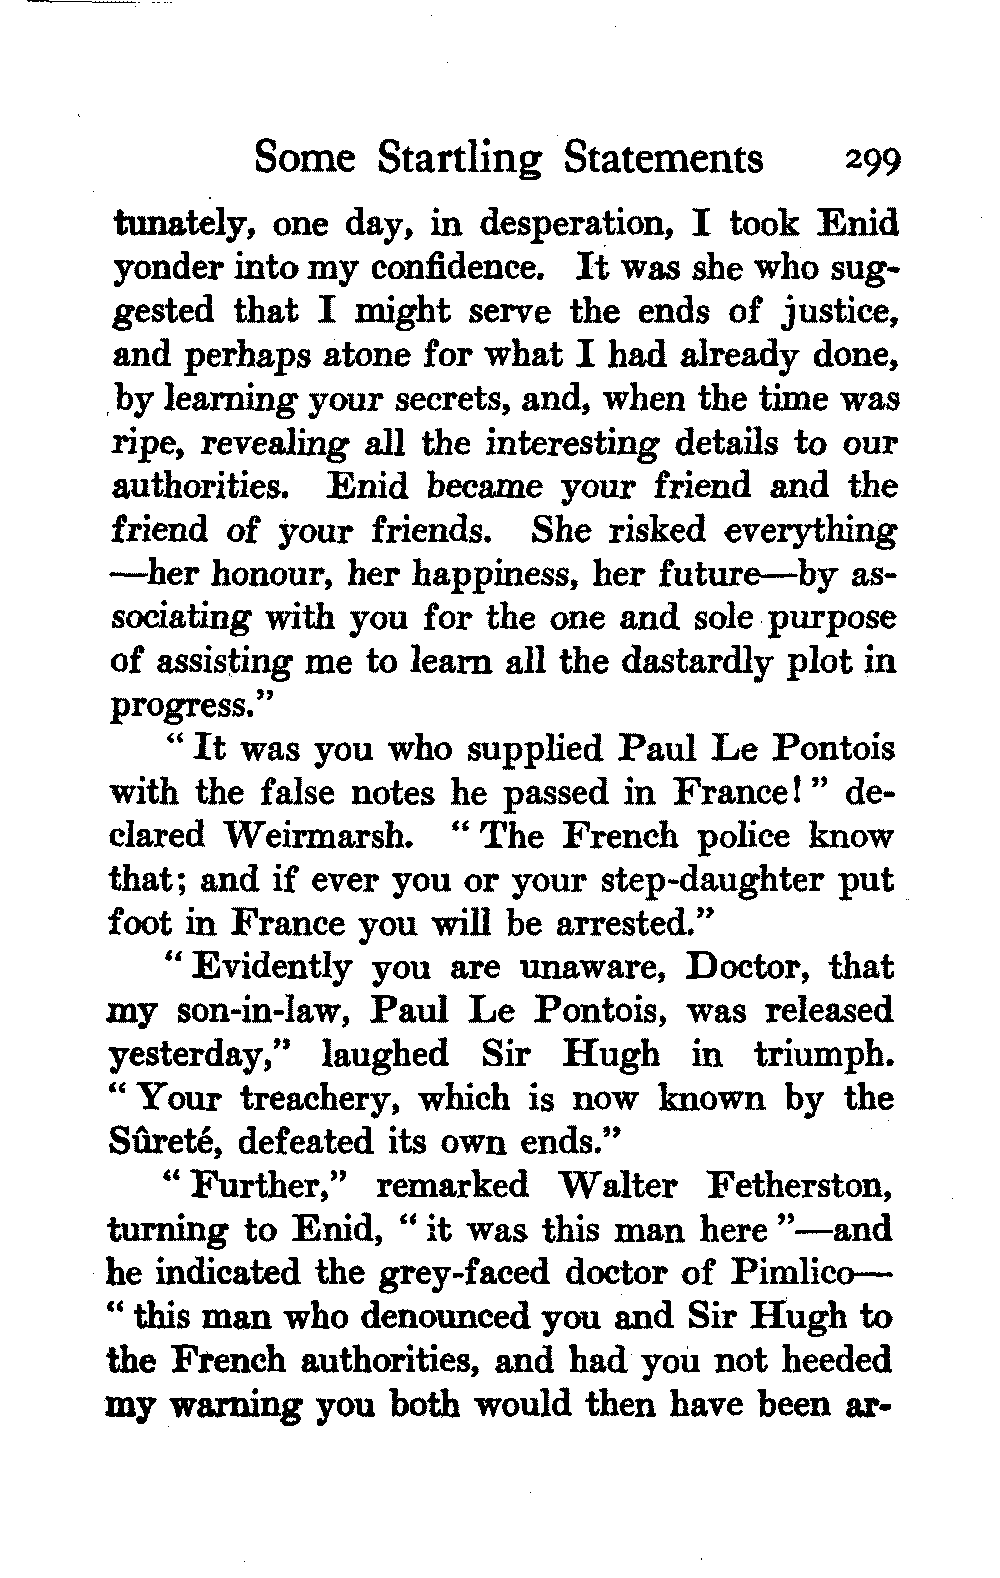 Some Startling Statements 299
tunately, one day, in desperation, I took Enid
yonder into my confidence. It was she who sug-
gested that I might serve the ends of justice,
and perhaps atone for what I had already done,
by learning your secrets, and, when the time was
ripe, revealing all the interesting details to our
authorities. Enid became your friend and the
friend of your friends. She risked everything
—her honour, her happiness, her future—by as-
sociating with you for the one and sole purpose
of assisting me to learn all the dastardly plot in
progress.”
“ It was you who supplied Paul Le Pontois
with the false notes he passed in France! ” de-
clared Weirmarsh. “ The French police know
that; and if ever you or your step-daughter put
foot in France you will be arrested.”
“ Evidently you are unaware, Doctor, that
my son-in-law, Paul Le Pontois, was released
yesterday,” laughed Sir Hugh in triumph.
“ Your treachery, which is now known by the
Sûreté, defeated its own ends.”
“ Further,” remarked Walter Fetherston,
turning to Enid, “ it was this man here ”—and
he indicated the grey-faced doctor of Pimlico—
“ this man who denounced you and Sir Hugh to
the French authorities, and had you not heeded
my warning you both would then have been ar-